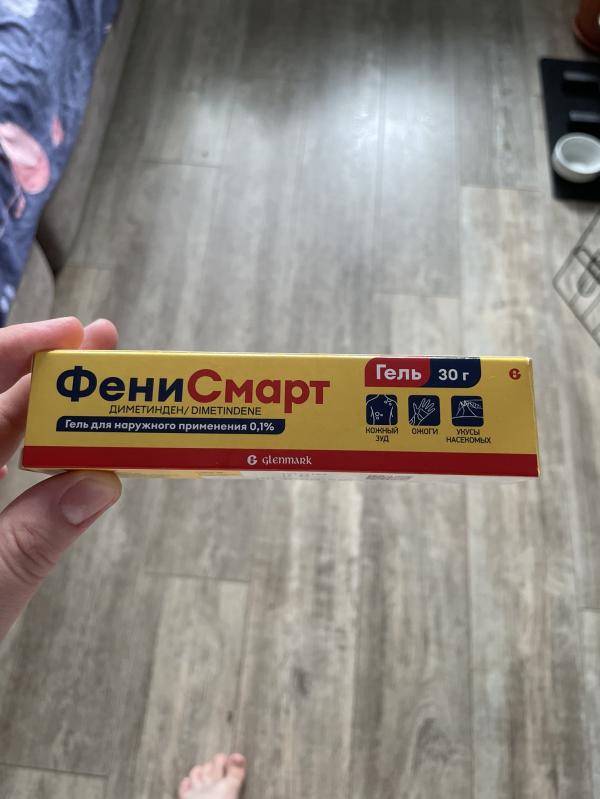 ФениСмарт
ДИМЕТИНДЕН/DIMETINDENE
Гель для наружного применения 0,1%
Гель 30 г
КОЖНЫЙ ЗУД
ОЖОГИ
УКУСЫ НАСЕКОМЫХ
glenmark